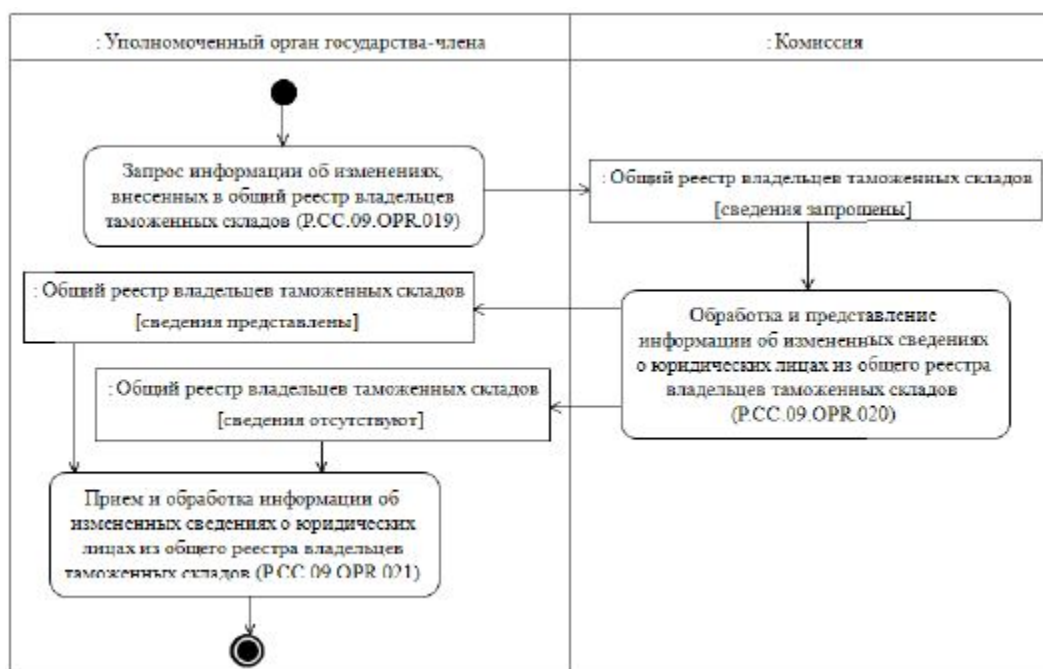 : Уполномоченный орган государства-члена
: Комиссия
Запрос информации об изменениях,
внесенных в общий реестр владельцев
таможенных складов (P.CC.09.OPR.019)
: Общий реестр владельцев таможенных складов
[сведения запрошены]
: Общий реестр владельцев таможенных складов
[сведения представлены]
Обработка и представление
информации об измененных сведениях
о юридических лицах из общего реестра
владельцев таможенных складов
(P.CC.09.OPR.020)
: Общий реестр владельцев таможенных складов
[сведения отсутствуют]
Прием и обработка информации об
измененных сведениях о юридических
лицах из общего реестра владельцев
таможенных складов (P.CC.09.OPR.021)